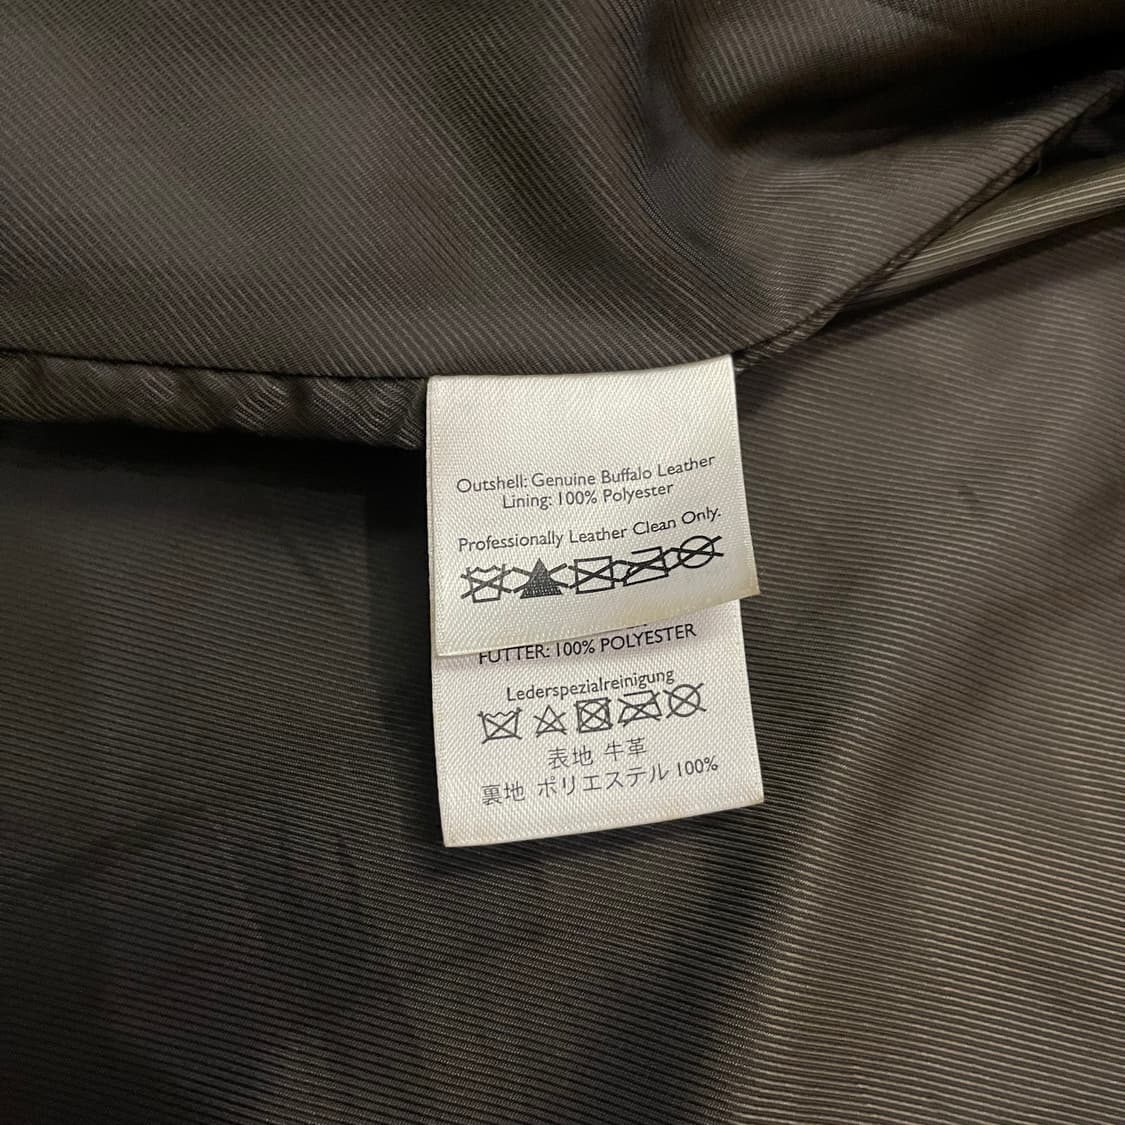 Outshell: Genuine Buffalo Leather
Lining: 100% Polyester
Professionally Leather Clean Only.
FUTTER: 100% POLYESTER
Lederspezialreinigung
表地 牛革
裏地 ポリエステル 100%